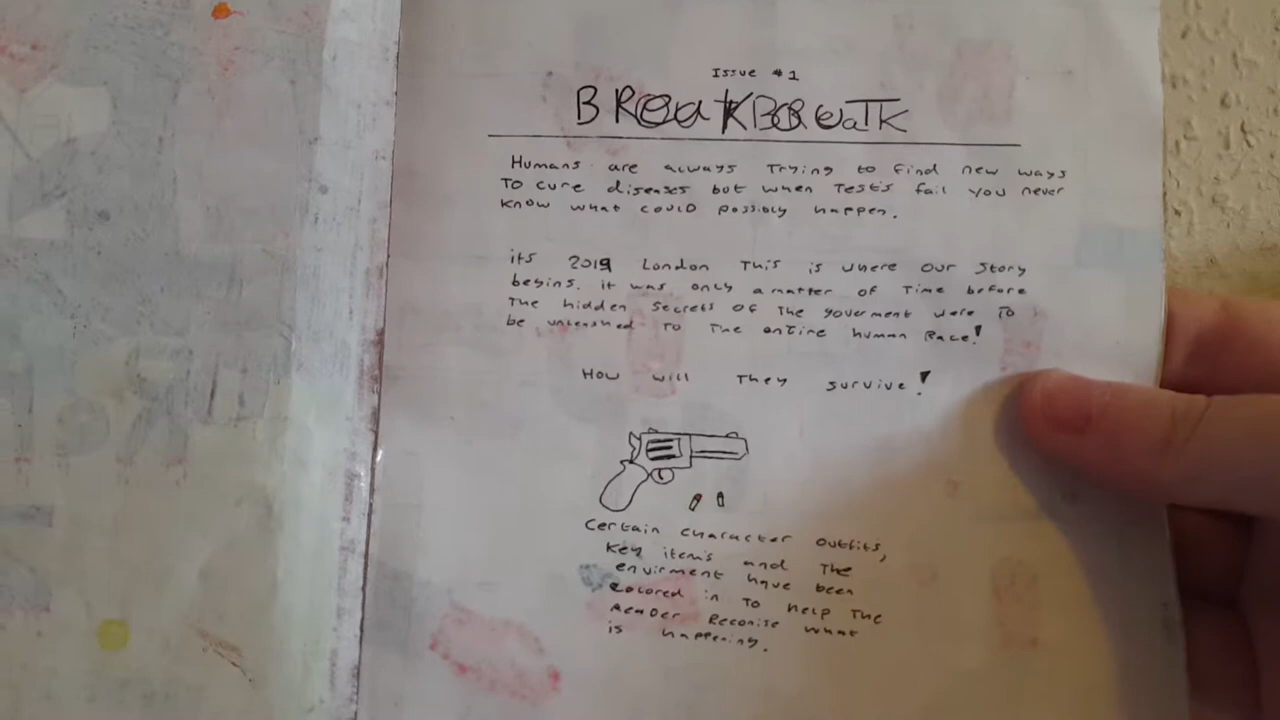 Issue #1
Humans are always Trying to find new ways
To cure diseases but when Tests fail you never
know what could possibly happen.
its 2019 London This is where our Story
begins. it was only a matter of Time before
The hidden Secrets of The goverment were To
be unleashed To The entire human Race!
How will They survive!
Certain character outfits,
Key items and The
envirment have been
colored in To help The
Reader Reconise what
is happening.